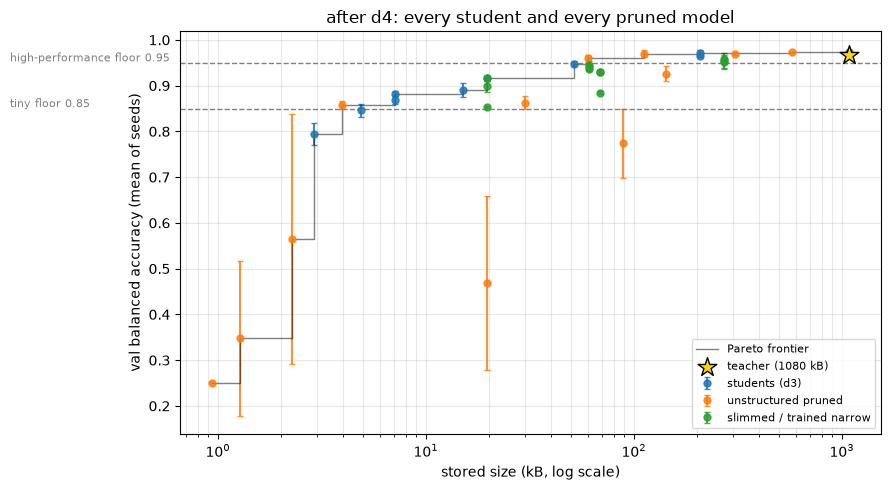 after d4: every student and every pruned model
high-performance floor 0.95
tiny floor 0.85
val balanced accuracy (mean of seeds)
1.0
0.9
0.8
0.7
0.6
0.5
0.4
0.3
0.2
Pareto frontier
teacher (1080 kB)
students (d3)
unstructured pruned
slimmed / trained narrow
10⁰
10¹
10²
10³
stored size (kB, log scale)